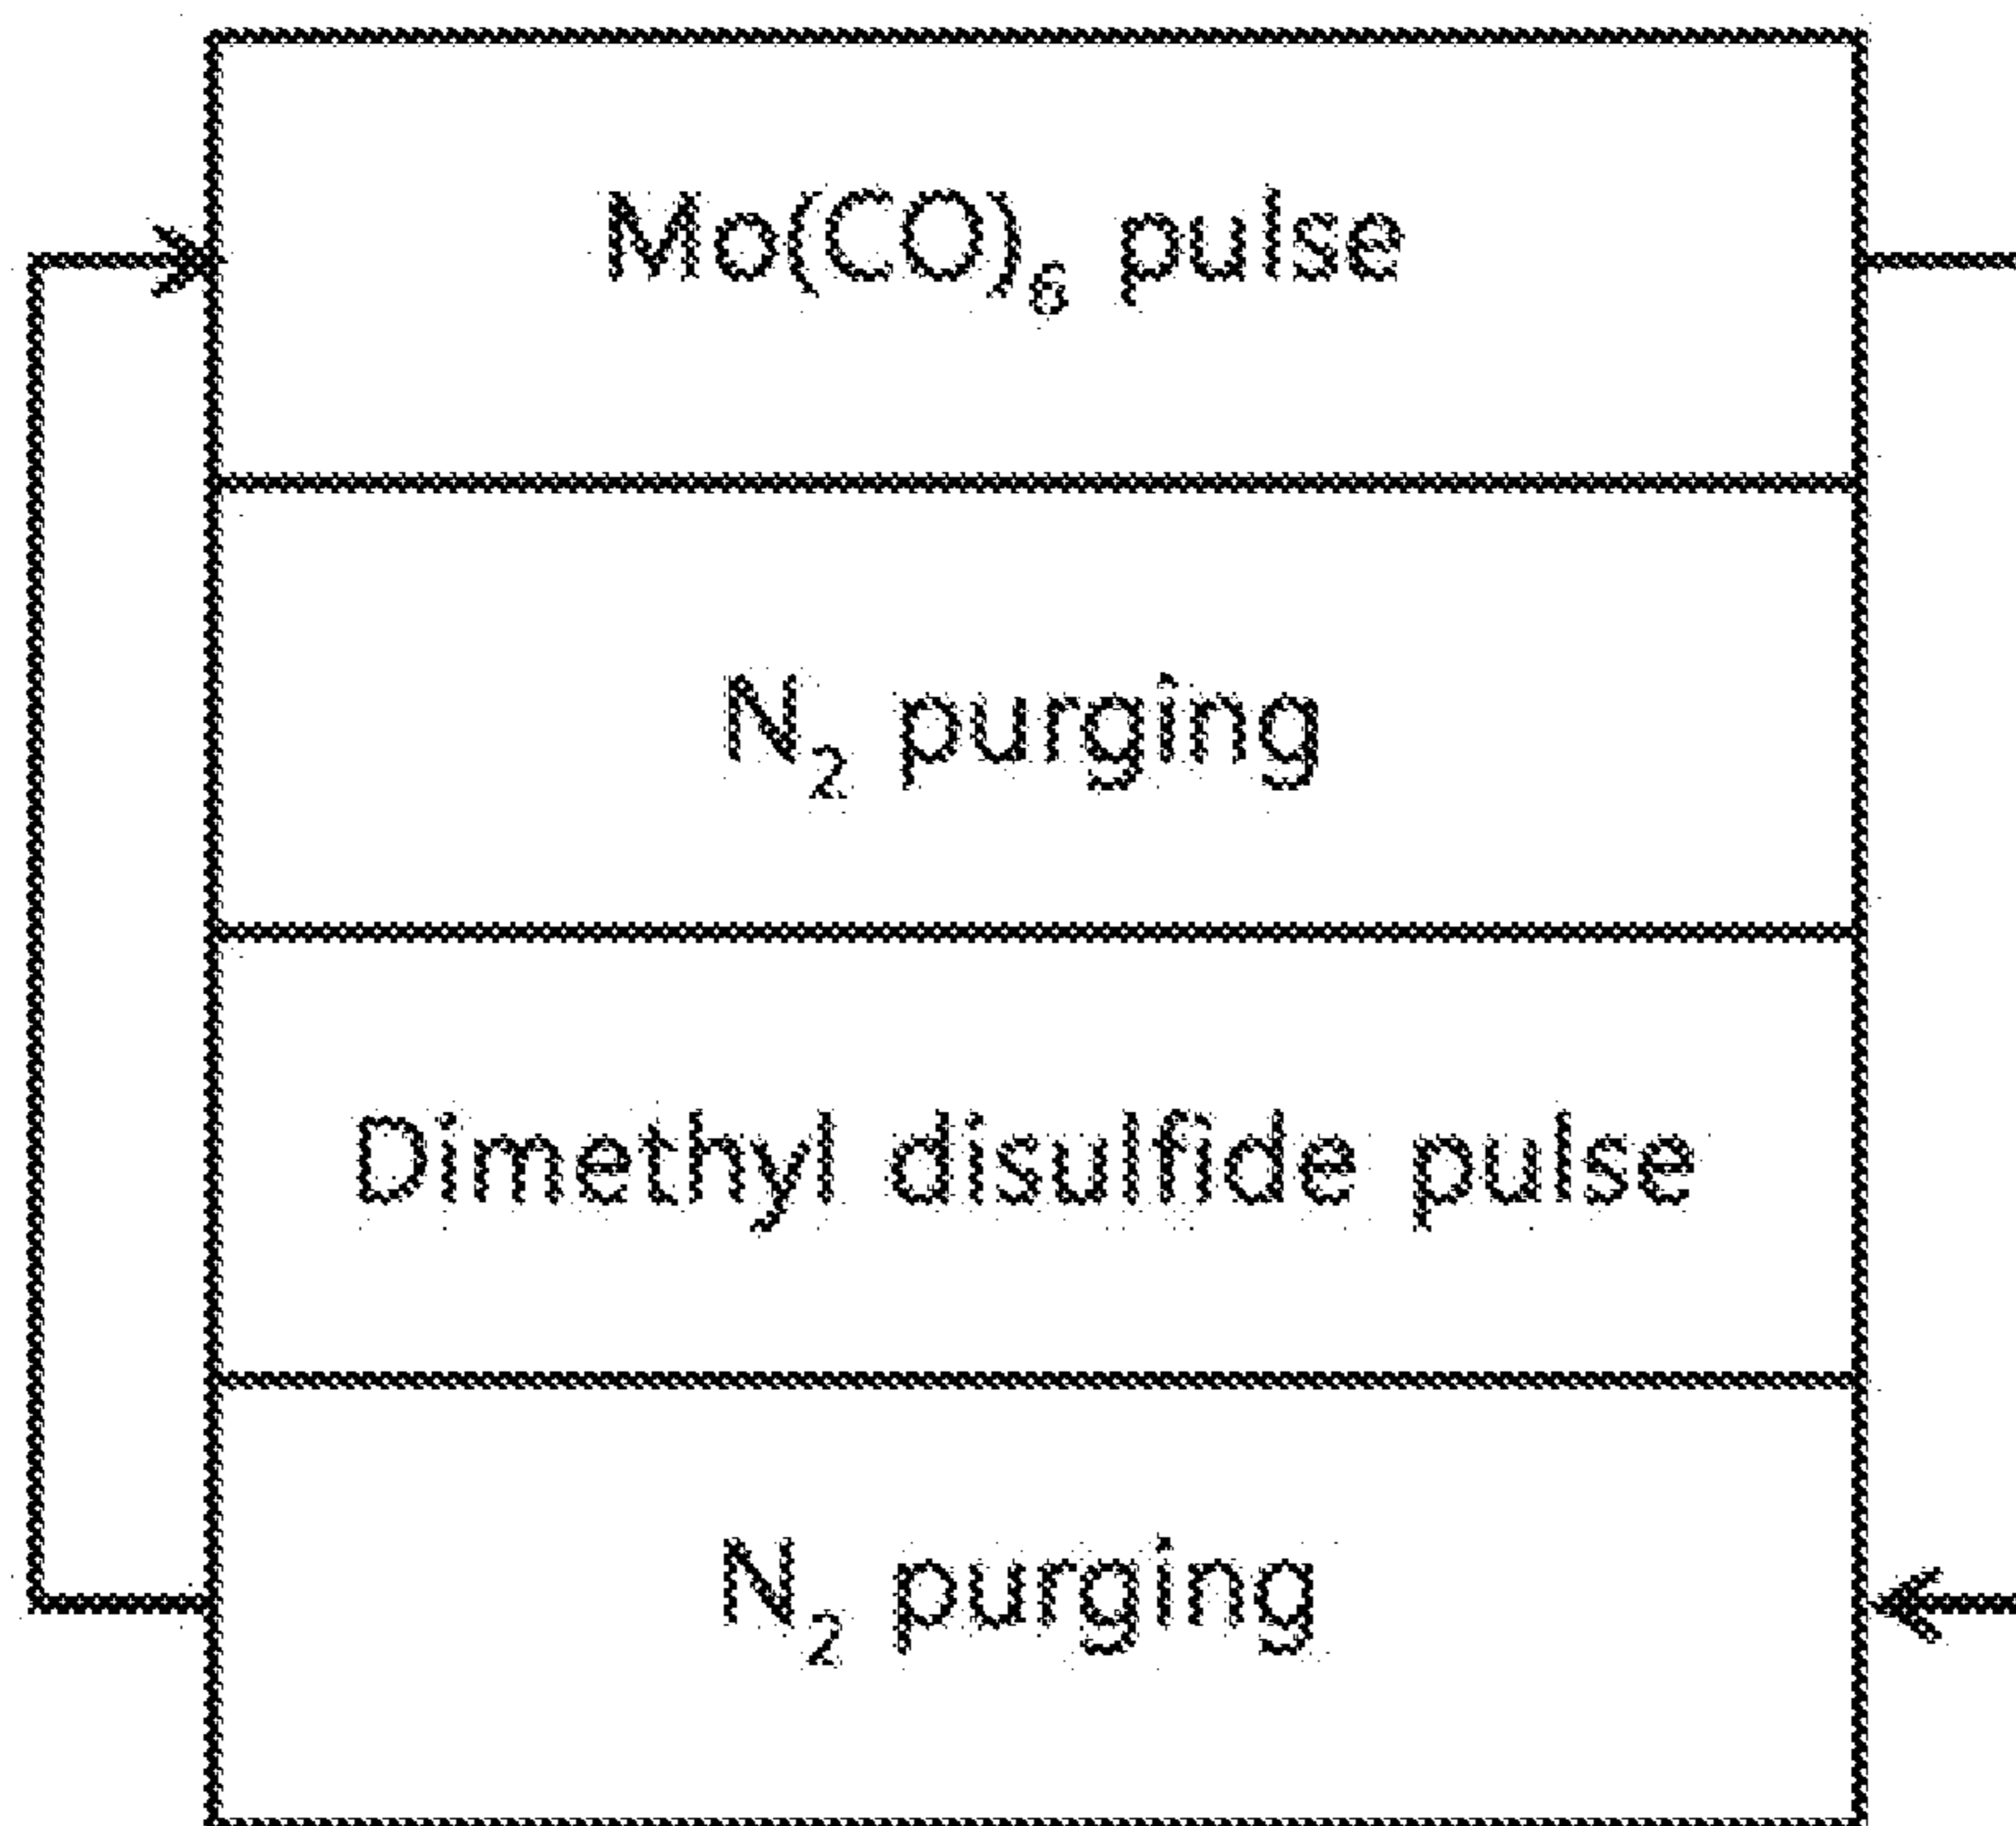 Mo(CO)₆ pulse
N₂ purging
Dimethyl disulfide pulse
N₂ purging